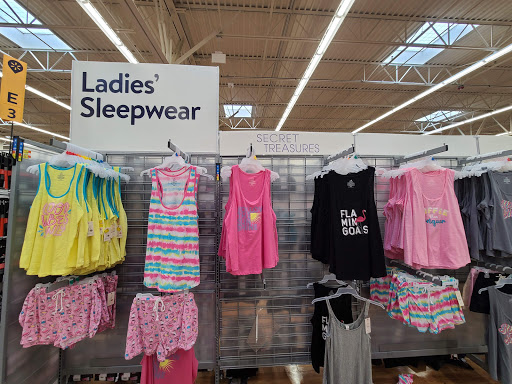 Ladies'
Sleepwear
SECRET
TREASURES
E
3
FLA
MIN
GOALS